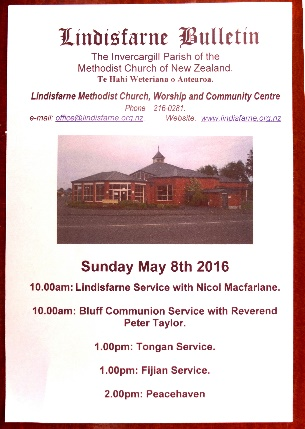 Lindisfarne Bulletin
The Invercargill Parish of the
Methodist Church of New Zealand.
Te Hahi Weteriana o Aotearoa.
Lindisfarne Methodist Church, Worship and Community Centre
Phone 216-0281.
e-mail: office@lindisfarne.org.nz Website: www.lindisfarne.org.nz
Sunday May 8th 2016
10.00am: Lindisfarne Service with Nicol Macfarlane.
10.00am: Bluff Communion Service with Reverend
Peter Taylor.
1.00pm: Tongan Service.
1.00pm: Fijian Service.
2.00pm: Peacehaven